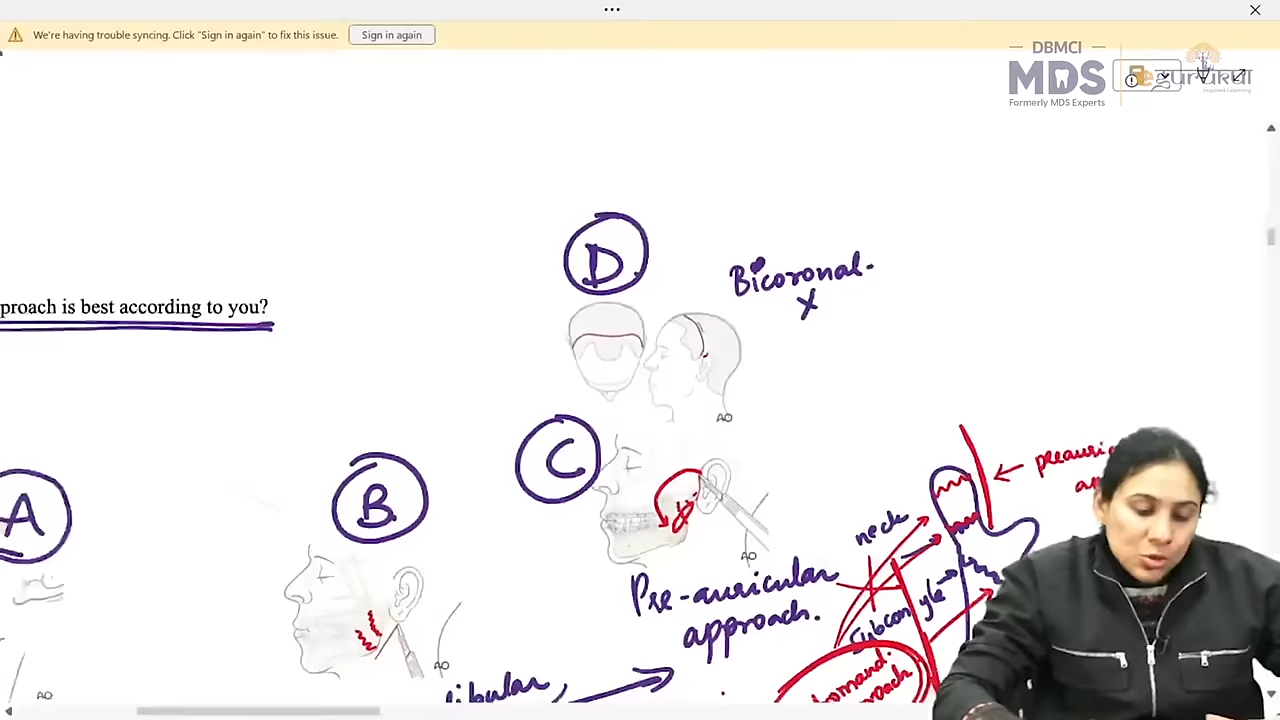 We're having trouble syncing. Click "Sign in again" to fix this issue.
Sign in again
DBMCI
MDS
Formerly MDS Experts
D
Bicoronal-
X
proach is best according to you?
AO
C
A
B
neck
AO
Pre-auricular
approach.
AO
AO